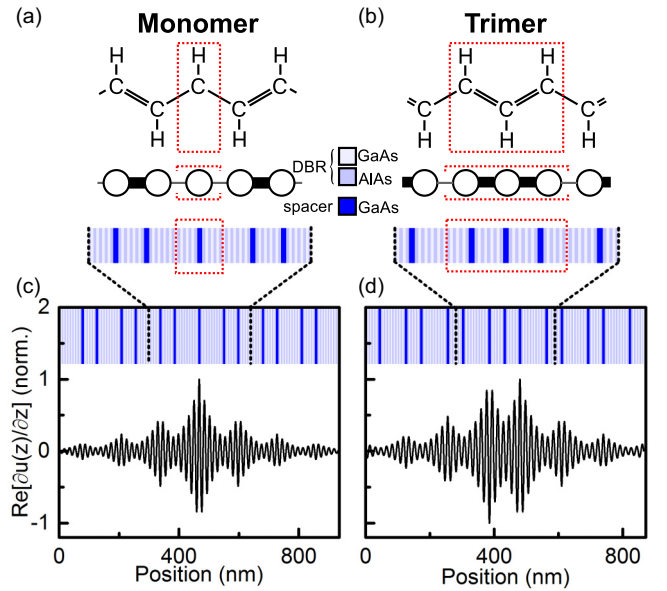 (a) Monomer
(b) Trimer
H H H
C C C C C
H H
H H
C C C C C
H H H
DBR { GaAs
AlAs
spacer GaAs
(c)
(d)
Re[∂u(z)/∂z] (norm.)
2
1
0
-1
0 400 800
Position (nm)
0 400 800
Position (nm)